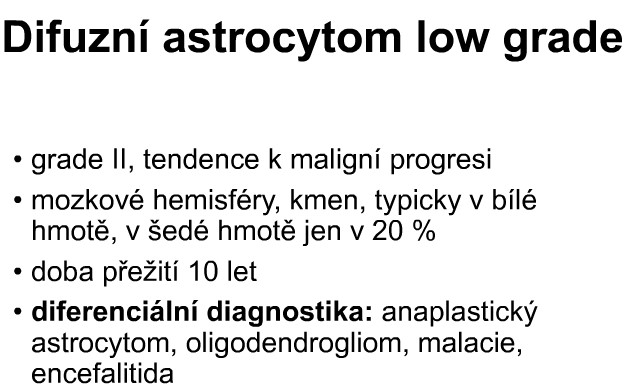 Difuzní astrocytom low grade
• grade II, tendence k maligní progresi
• mozkové hemisféry, kmen, typicky v bílé
hmotě, v šedé hmotě jen v 20 %
• doba přežití 10 let
• diferenciální diagnostika: anaplastický
astrocytom, oligodendrogliom, malacie,
encefalitida